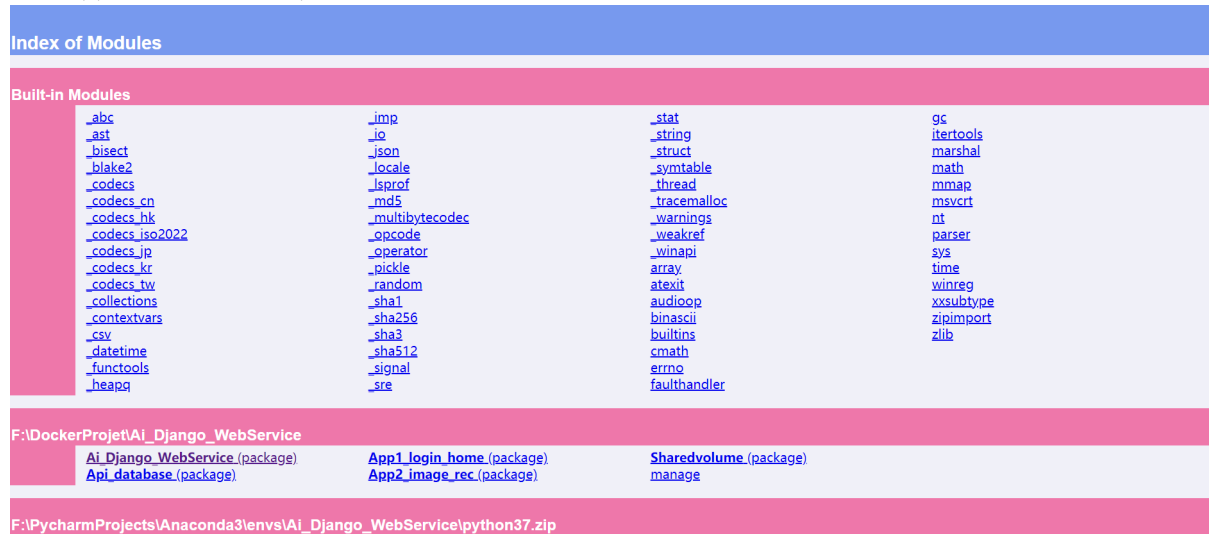 Index of Modules
Built-in Modules
_abc _imp _stat gc
_ast _io _string itertools
_bisect _json _struct marshal
_blake2 _locale _symtable math
_codecs _lsprof _thread mmap
_codecs_cn _md5 _tracemalloc msvcrt
_codecs_hk _multibytecodec _warnings nt
_codecs_iso2022 _opcode _weakref parser
_codecs_jp _operator _winapi sys
_codecs_kr _pickle array time
_codecs_tw _random atexit winreg
_collections _sha1 audioop xxsubtype
_contextvars _sha256 binascii zipimport
_csv _sha3 builtins zlib
_datetime _sha512 cmath
_functools _signal errno
_heapq _sre faulthandler
F:\DockerProjet\Ai_Django_WebService
Ai_Django_WebService (package) App1_login_home (package) Sharedvolume (package)
Api_database (package) App2_image_rec (package) manage
F:\PycharmProjects\Anaconda3\envs\Ai_Django_WebService\python37.zip